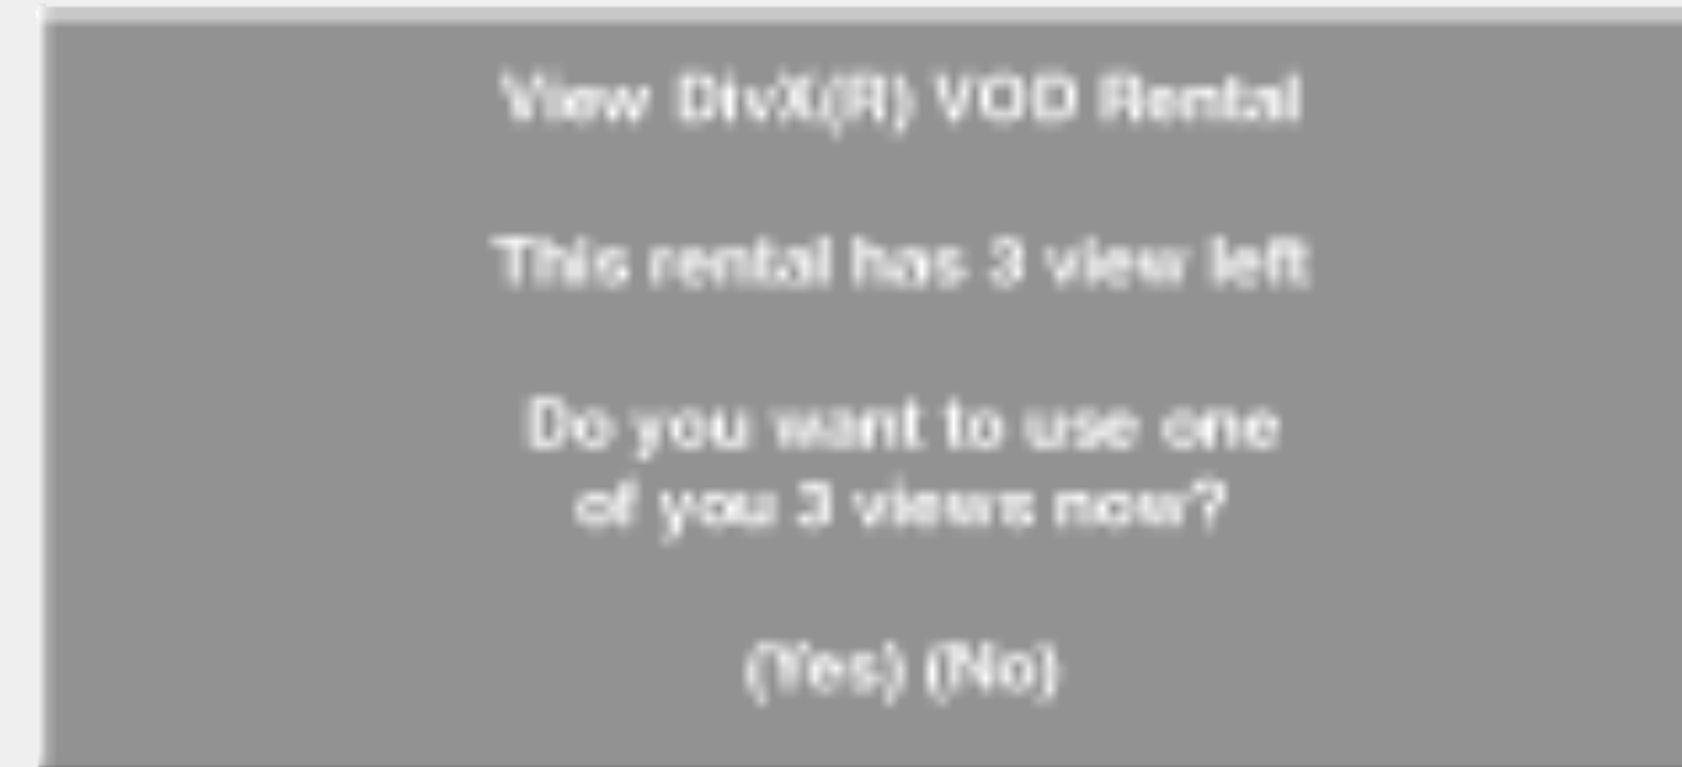 View DivX(R) VOD Rental
This rental has 3 view left
Do you want to use one
of you 3 views now?
(Yes) (No)